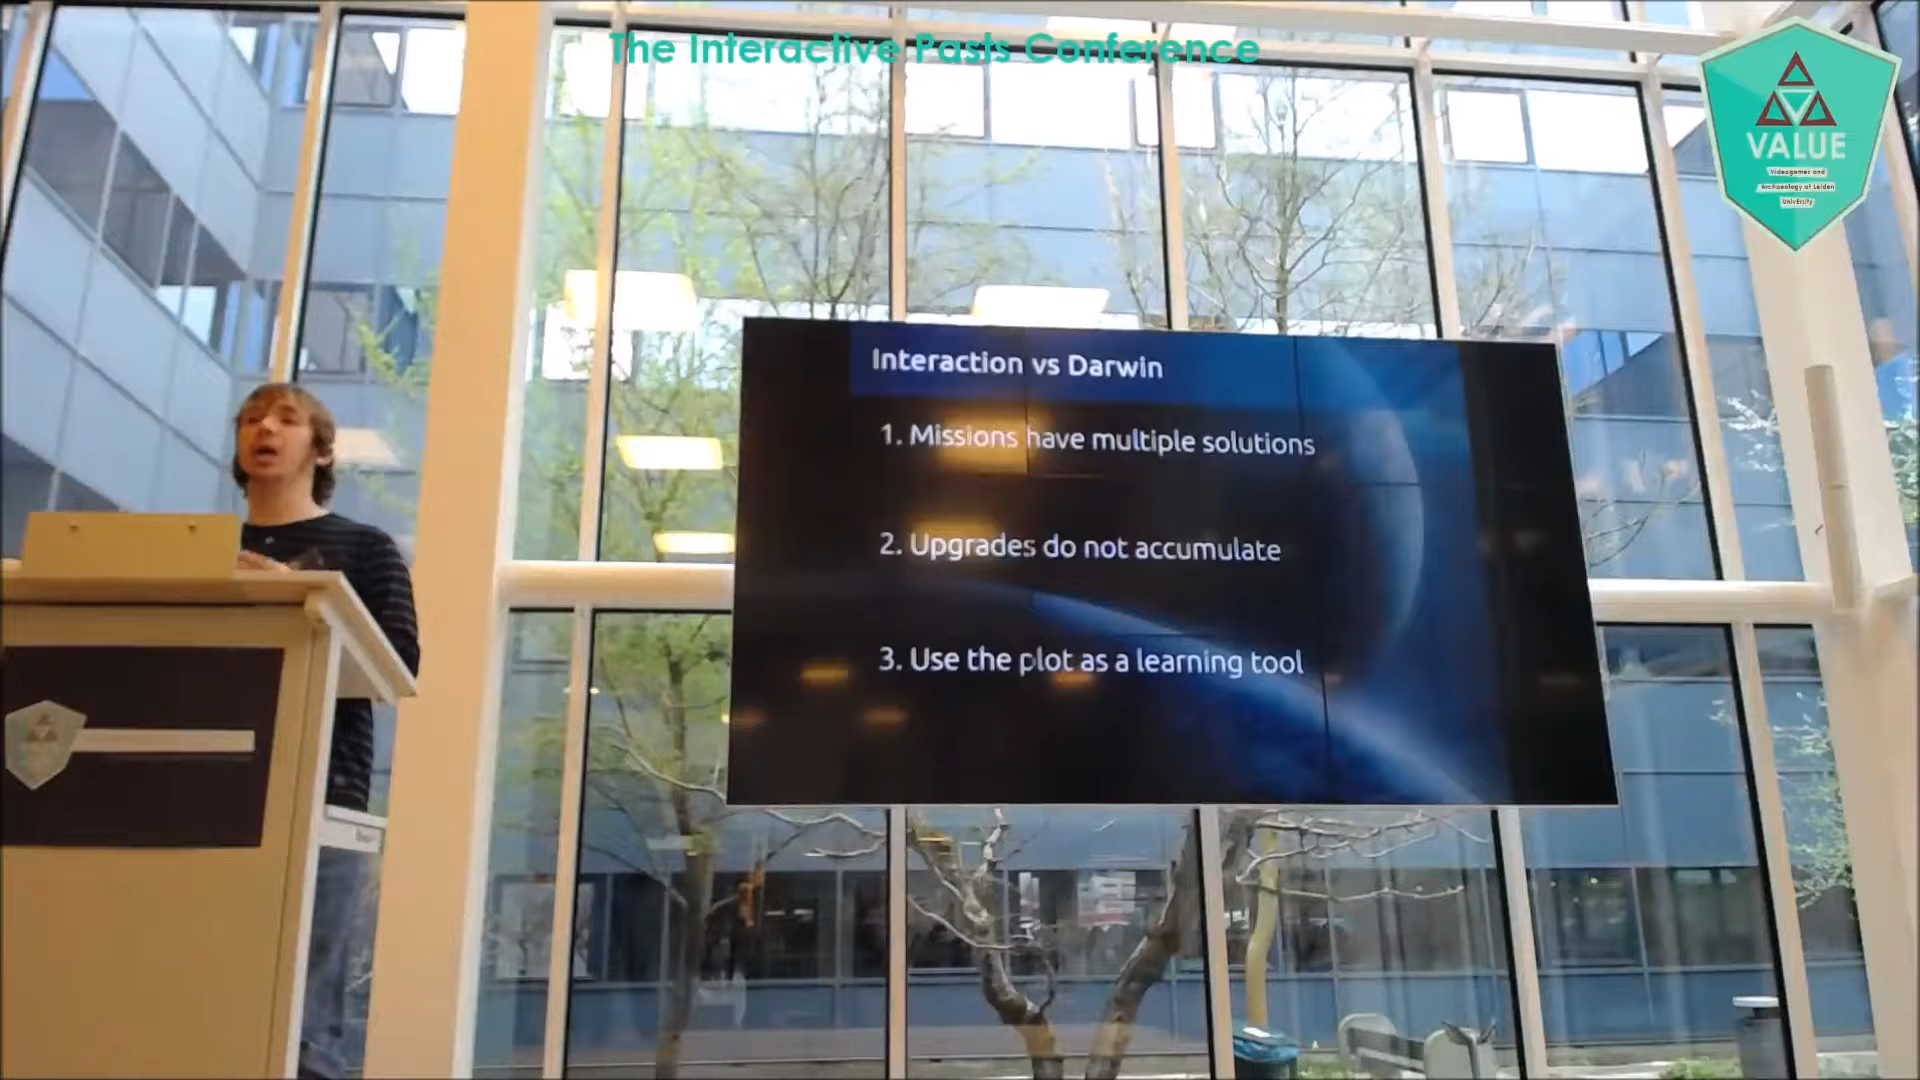 The Interactive Pasts Conference
VALUE
Videogames and
Archaeology at Leiden
University
Interaction vs Darwin
1. Missions have multiple solutions
2. Upgrades do not accumulate
3. Use the plot as a learning tool